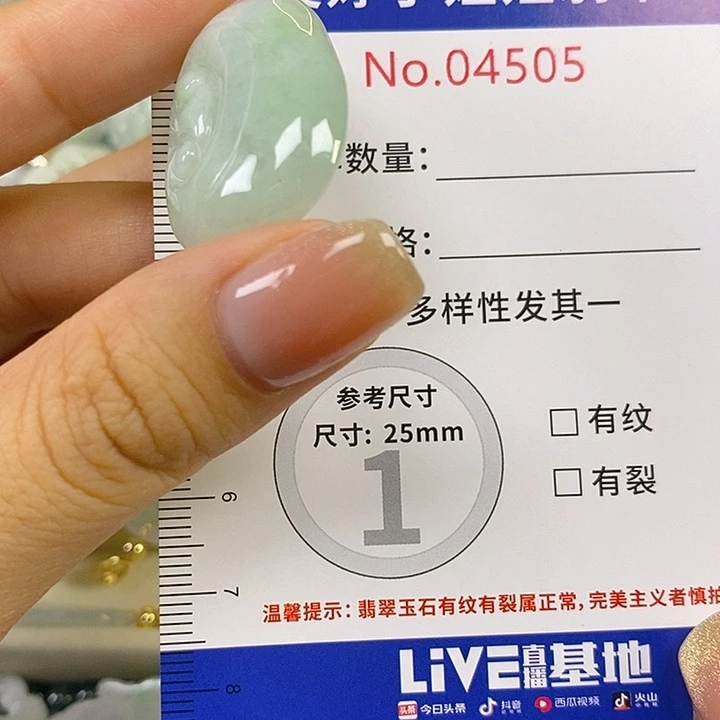 No.04505
数量：
格：
多样性发其一
参考尺寸
尺寸: 25mm
1
有纹
有裂
6
7
8
温馨提示：翡翠玉石有纹有裂属正常，完美主义者慎拍
LiVE直播基地
头条 今日头条 抖音 西瓜视频 火山